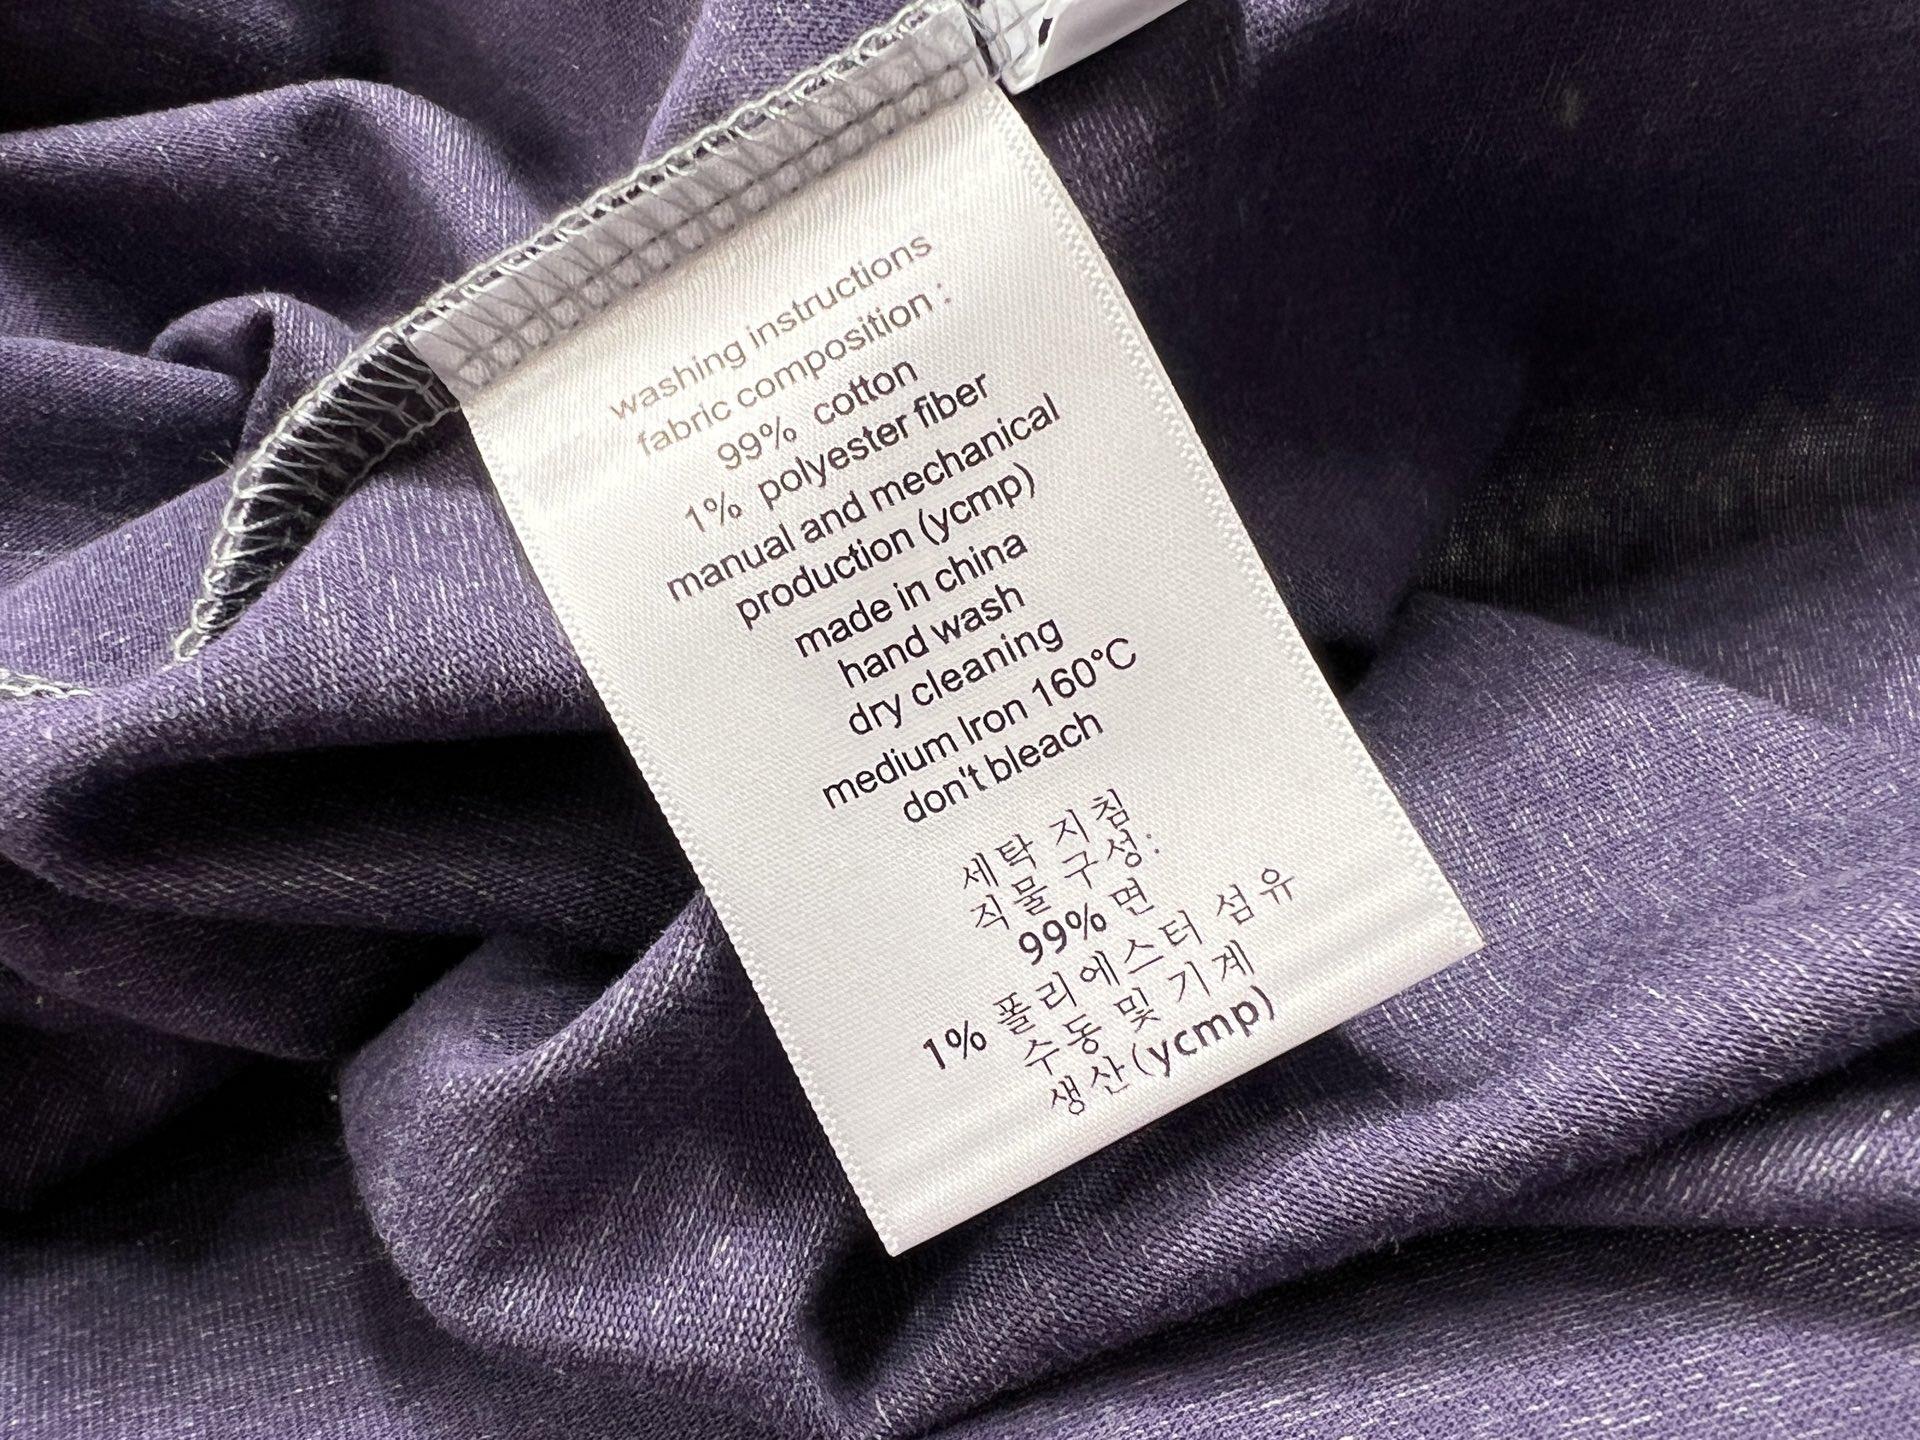 washing instructions
fabric composition :
99% cotton
1% polyester fiber
manual and mechanical
production (ycmp)
made in china
hand wash
dry cleaning
medium Iron 160°C
don't bleach
세탁 지침
직물 구성:
99% 면
1% 폴리에스터 섬유
수동 및 기계
생산(ycmp)